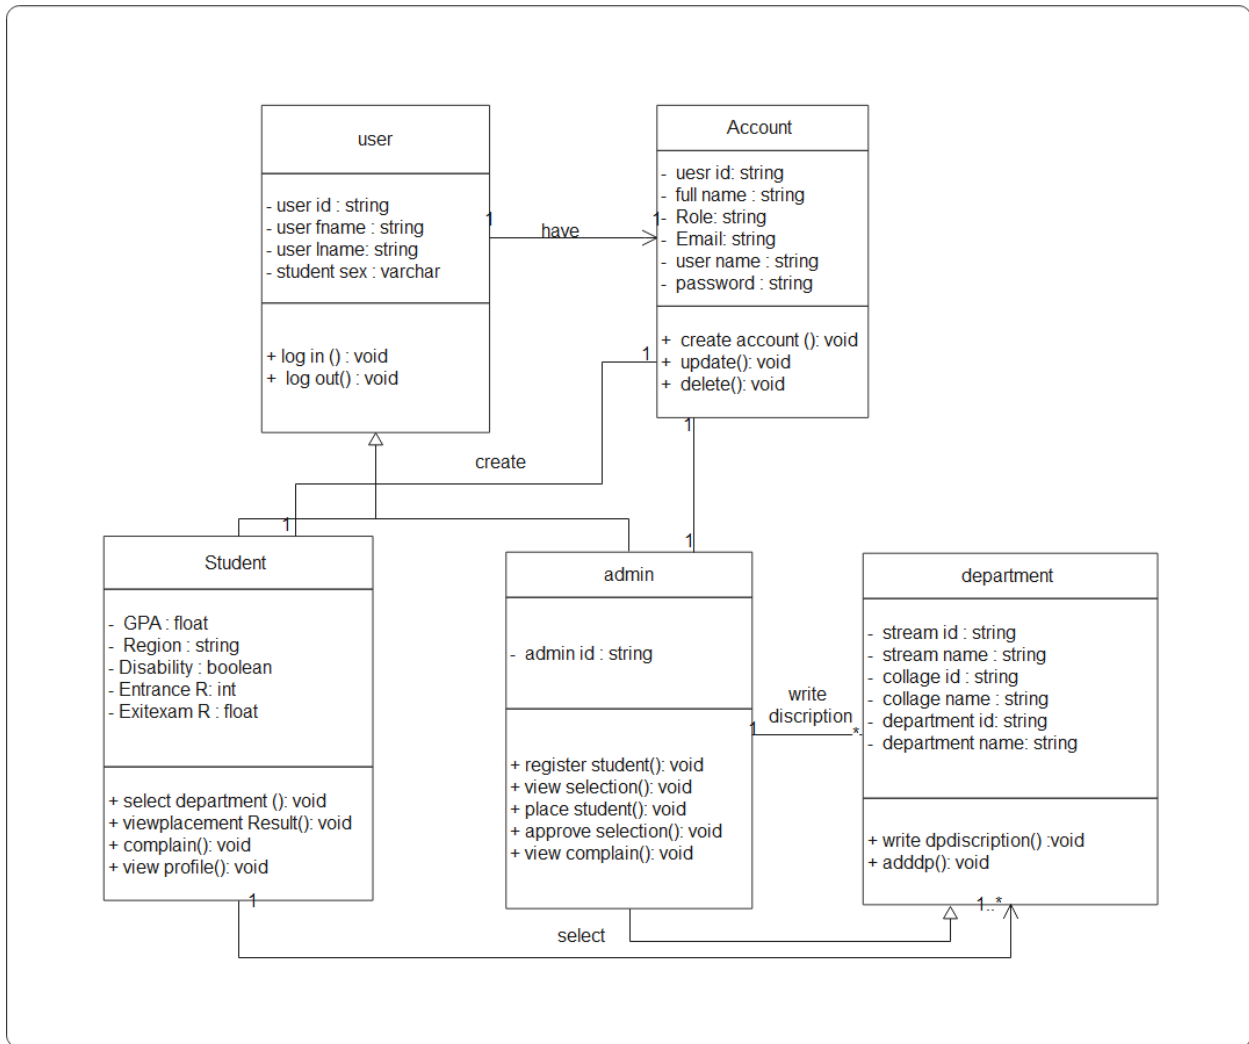 user
- user id : string
- user fname : string
- user lname: string
- student sex : varchar
+ log in () : void
+ log out() : void
1
have
1
Account
- uesr id: string
- full name : string
- Role: string
- Email: string
- user name : string
- password : string
+ create account (): void
+ update(): void
+ delete(): void
1
1
create
1
1
Student
- GPA : float
- Region : string
- Disability : boolean
- Entrance R: int
- Exitexam R : float
+ select department (): void
+ viewplacement Result(): void
+ complain(): void
+ view profile(): void
1
admin
- admin id : string
+ register student(): void
+ view selection(): void
+ place student(): void
+ approve selection(): void
+ view complain(): void
write
discription
1
*
department
- stream id : string
- stream name : string
- collage id : string
- collage name : string
- department id: string
- department name: string
+ write dpdiscription() :void
+ adddp(): void
1..*
select